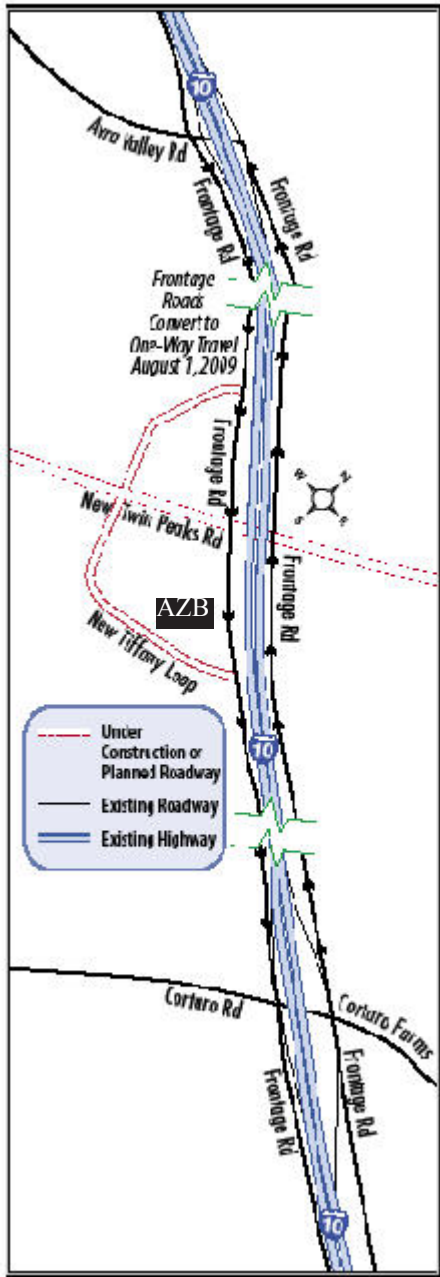 10
Avra Valley Rd
Frontage Rd
Frontage Rd
Frontage
Roads
Convert to
One-Way Travel
August 1, 2009
Frontage Rd
N
W
S
E
New Twin Peaks Rd
AZB
Frontage Rd
New Tiffany Loop
10
Under
Construction or
Planned Roadway
Existing Roadway
Existing Highway
Cortaro Rd
Cortaro Farms
Frontage Rd
Frontage Rd
10